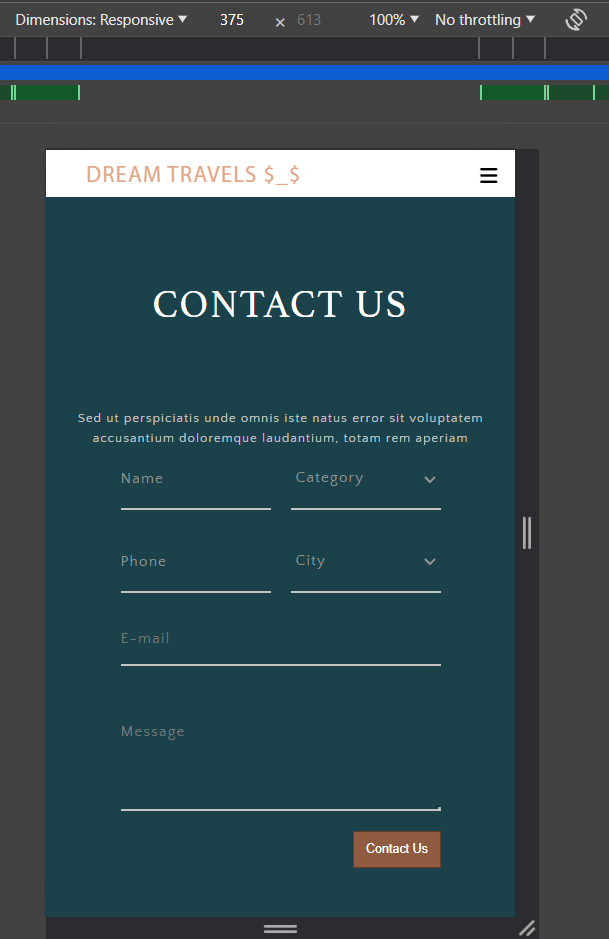 Dimensions: Responsive ▼ 375 × 613 100% ▼ No throttling ▼
DREAM TRAVELS $_$
CONTACT US
Sed ut perspiciatis unde omnis iste natus error sit voluptatem
accusantium doloremque laudantium, totam rem aperiam
Name Category
Phone City
E-mail
Message
Contact Us